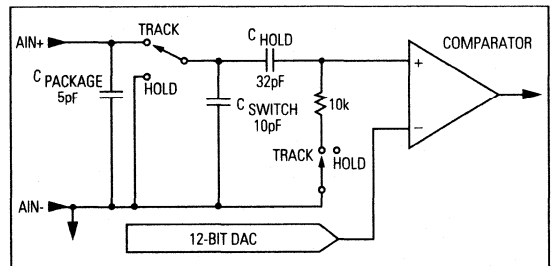 AIN+
TRACK
C HOLD
32pF
COMPARATOR
C PACKAGE
5pF
HOLD
C SWITCH
10pF
10k
+
−
TRACK
HOLD
AIN-
12-BIT DAC